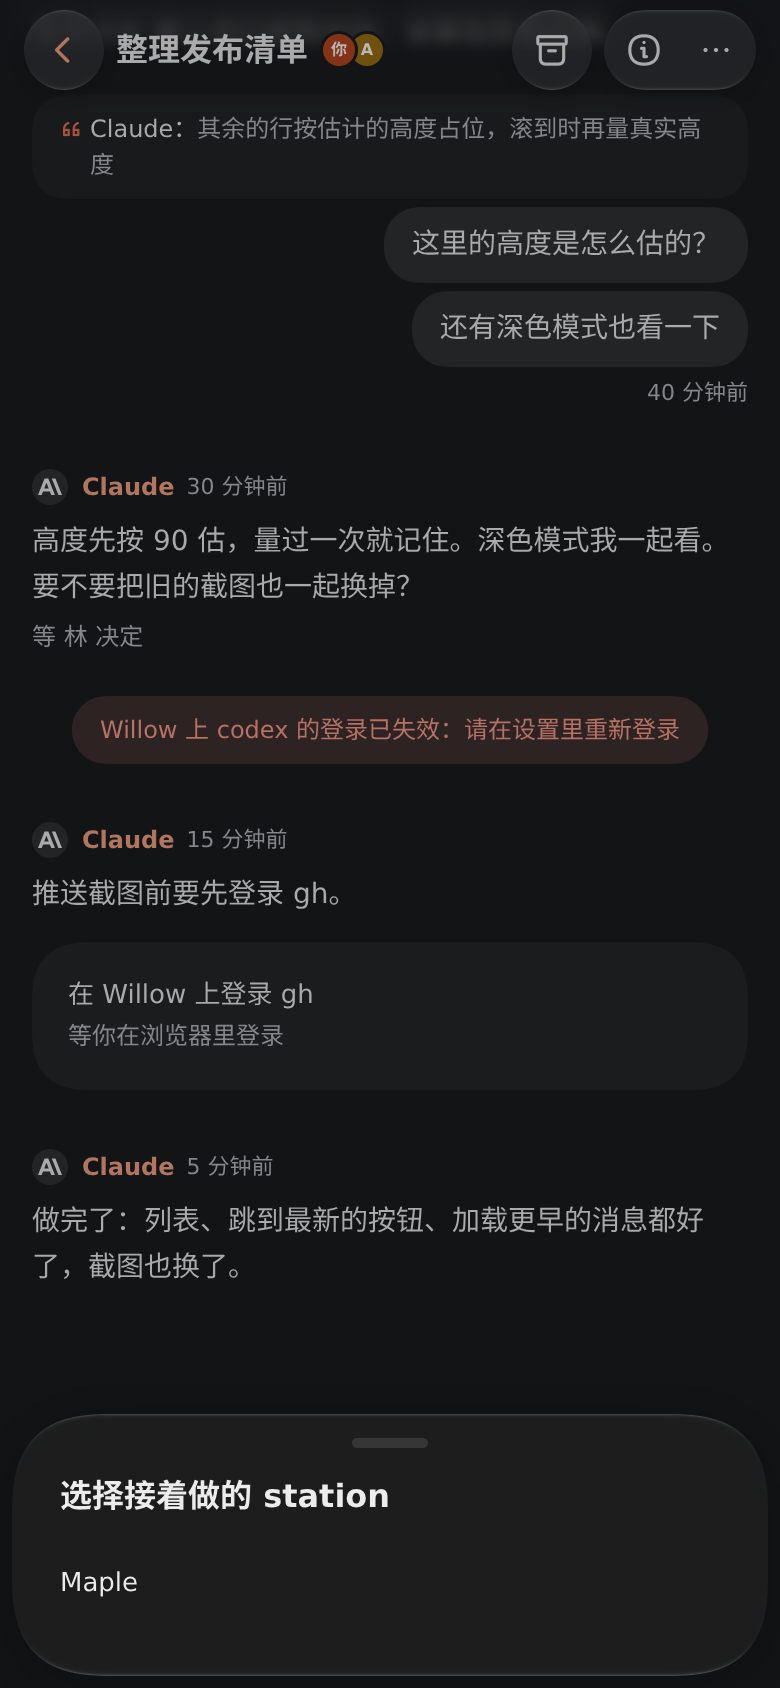 整理发布清单
你
A
Claude：其余的行按估计的高度占位，滚到时再量真实高
度
这里的高度是怎么估的？
还有深色模式也看一下
40 分钟前
Claude 30 分钟前
高度先按 90 估，量过一次就记住。深色模式我一起看。
要不要把旧的截图也一起换掉？
等 林 决定
Willow 上 codex 的登录已失效：请在设置里重新登录
Claude 15 分钟前
推送截图前要先登录 gh。
在 Willow 上登录 gh
等你在浏览器里登录
Claude 5 分钟前
做完了：列表、跳到最新的按钮、加载更早的消息都好
了，截图也换了。
选择接着做的 station
Maple